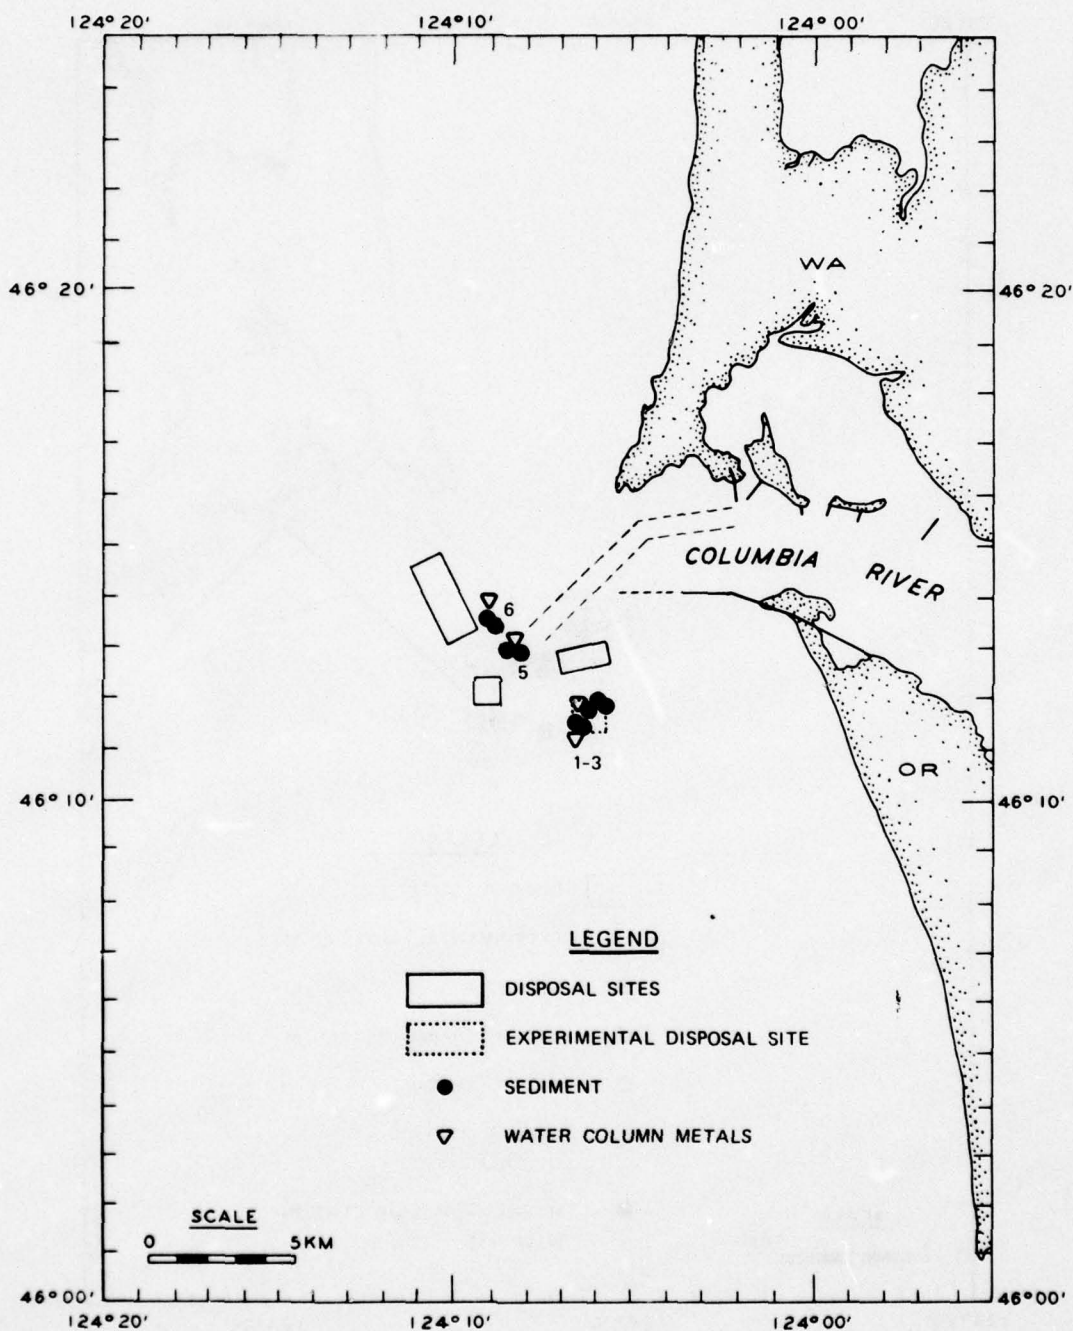 124° 20' 124° 10' 124° 00'
WA
46° 20' 46° 20'
COLUMBIA
RIVER
6
5
1-3
OR
46° 10' 46° 10'
LEGEND
DISPOSAL SITES
EXPERIMENTAL DISPOSAL SITE
SEDIMENT
WATER COLUMN METALS
SCALE
0 5KM
46° 00' 46° 00'
124° 20' 124° 10' 124° 00'